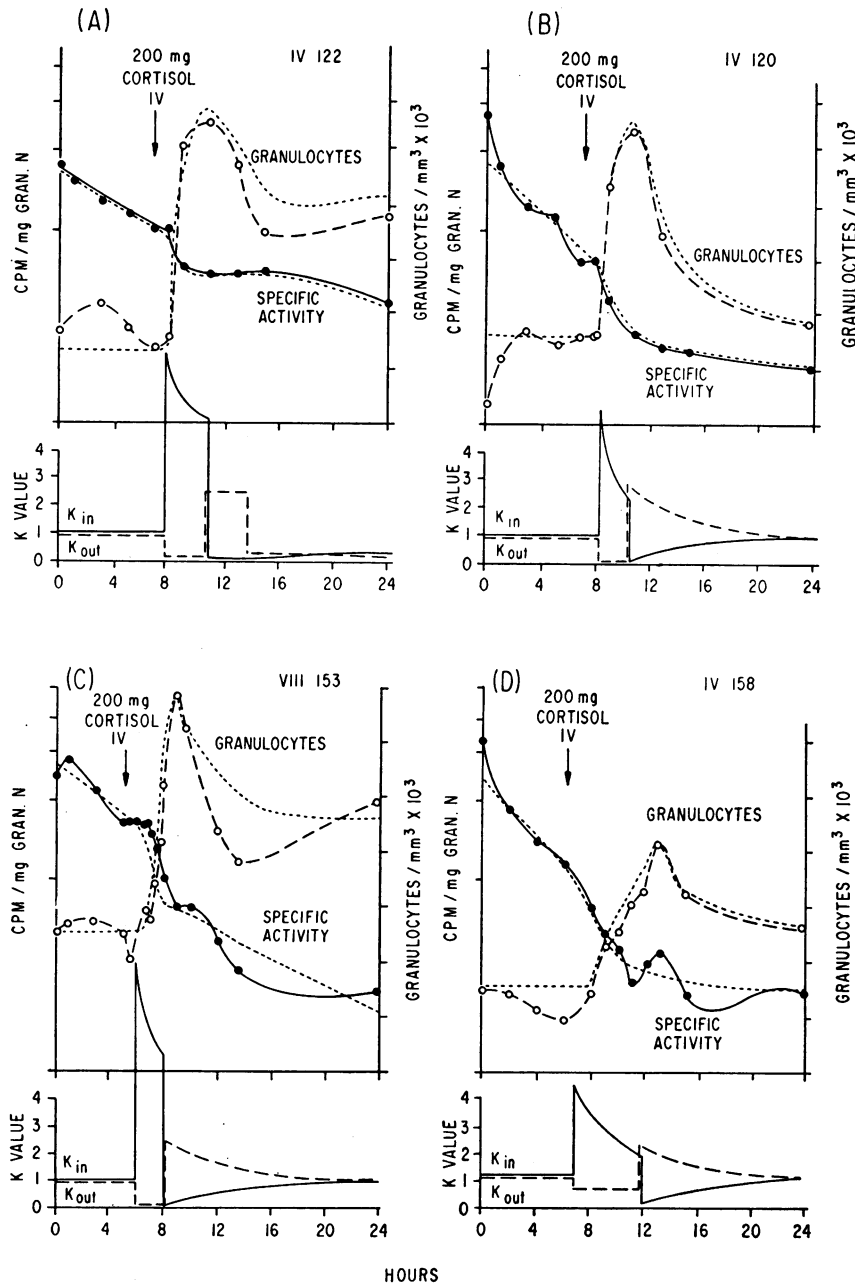 (A)
200 mg
CORTISOL
IV
IV 122
GRANULOCYTES
SPECIFIC
ACTIVITY
CPM / mg GRAN. N
GRANULOCYTES / mm³ X 10³
K VALUE
4
3
2
1
0
K in
K out
0 4 8 12 16 20 24
(B)
200 mg
CORTISOL
IV
IV 120
GRANULOCYTES
SPECIFIC
ACTIVITY
CPM / mg GRAN. N
GRANULOCYTES / mm³ X 10³
K VALUE
4
3
2
1
0
K in
K out
0 4 8 12 16 20 24
(C)
200 mg
CORTISOL
IV
VIII 153
GRANULOCYTES
SPECIFIC
ACTIVITY
CPM / mg GRAN. N
GRANULOCYTES / mm³ X 10³
K VALUE
4
3
2
1
0
K in
K out
0 4 8 12 16 20 24
(D)
200 mg
CORTISOL
IV
IV 158
GRANULOCYTES
SPECIFIC
ACTIVITY
CPM / mg GRAN. N
GRANULOCYTES / mm³ X 10³
K VALUE
4
3
2
1
0
K in
K out
0 4 8 12 16 20 24
HOURS